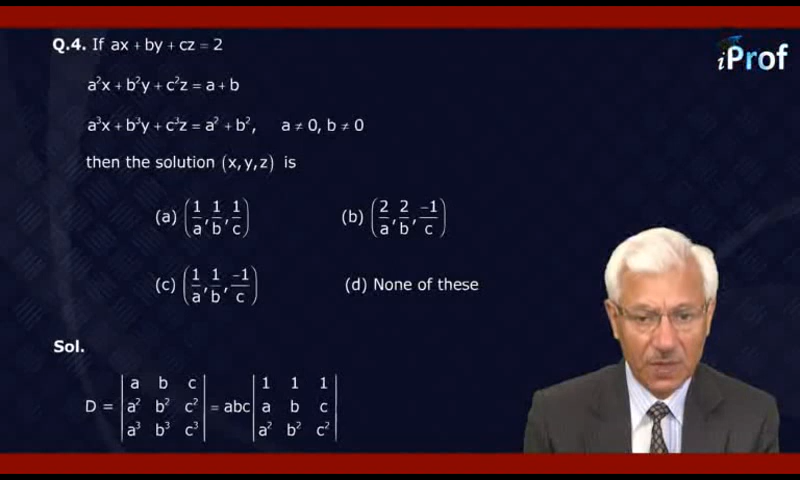 Q.4. If ax + by + cz = 2
iProf
a²x + b²y + c²z = a + b
a³x + b³y + c³z = a² + b², a ≠ 0, b ≠ 0
then the solution (x, y, z) is
(a) (1/a, 1/b, 1/c) (b) (2/a, 2/b, −1/c)
(c) (1/a, 1/b, −1/c) (d) None of these
Sol.
D = | a b c | = abc | 1 1 1 |
| a² b² c² | | a b c |
| a³ b³ c³ | | a² b² c² |